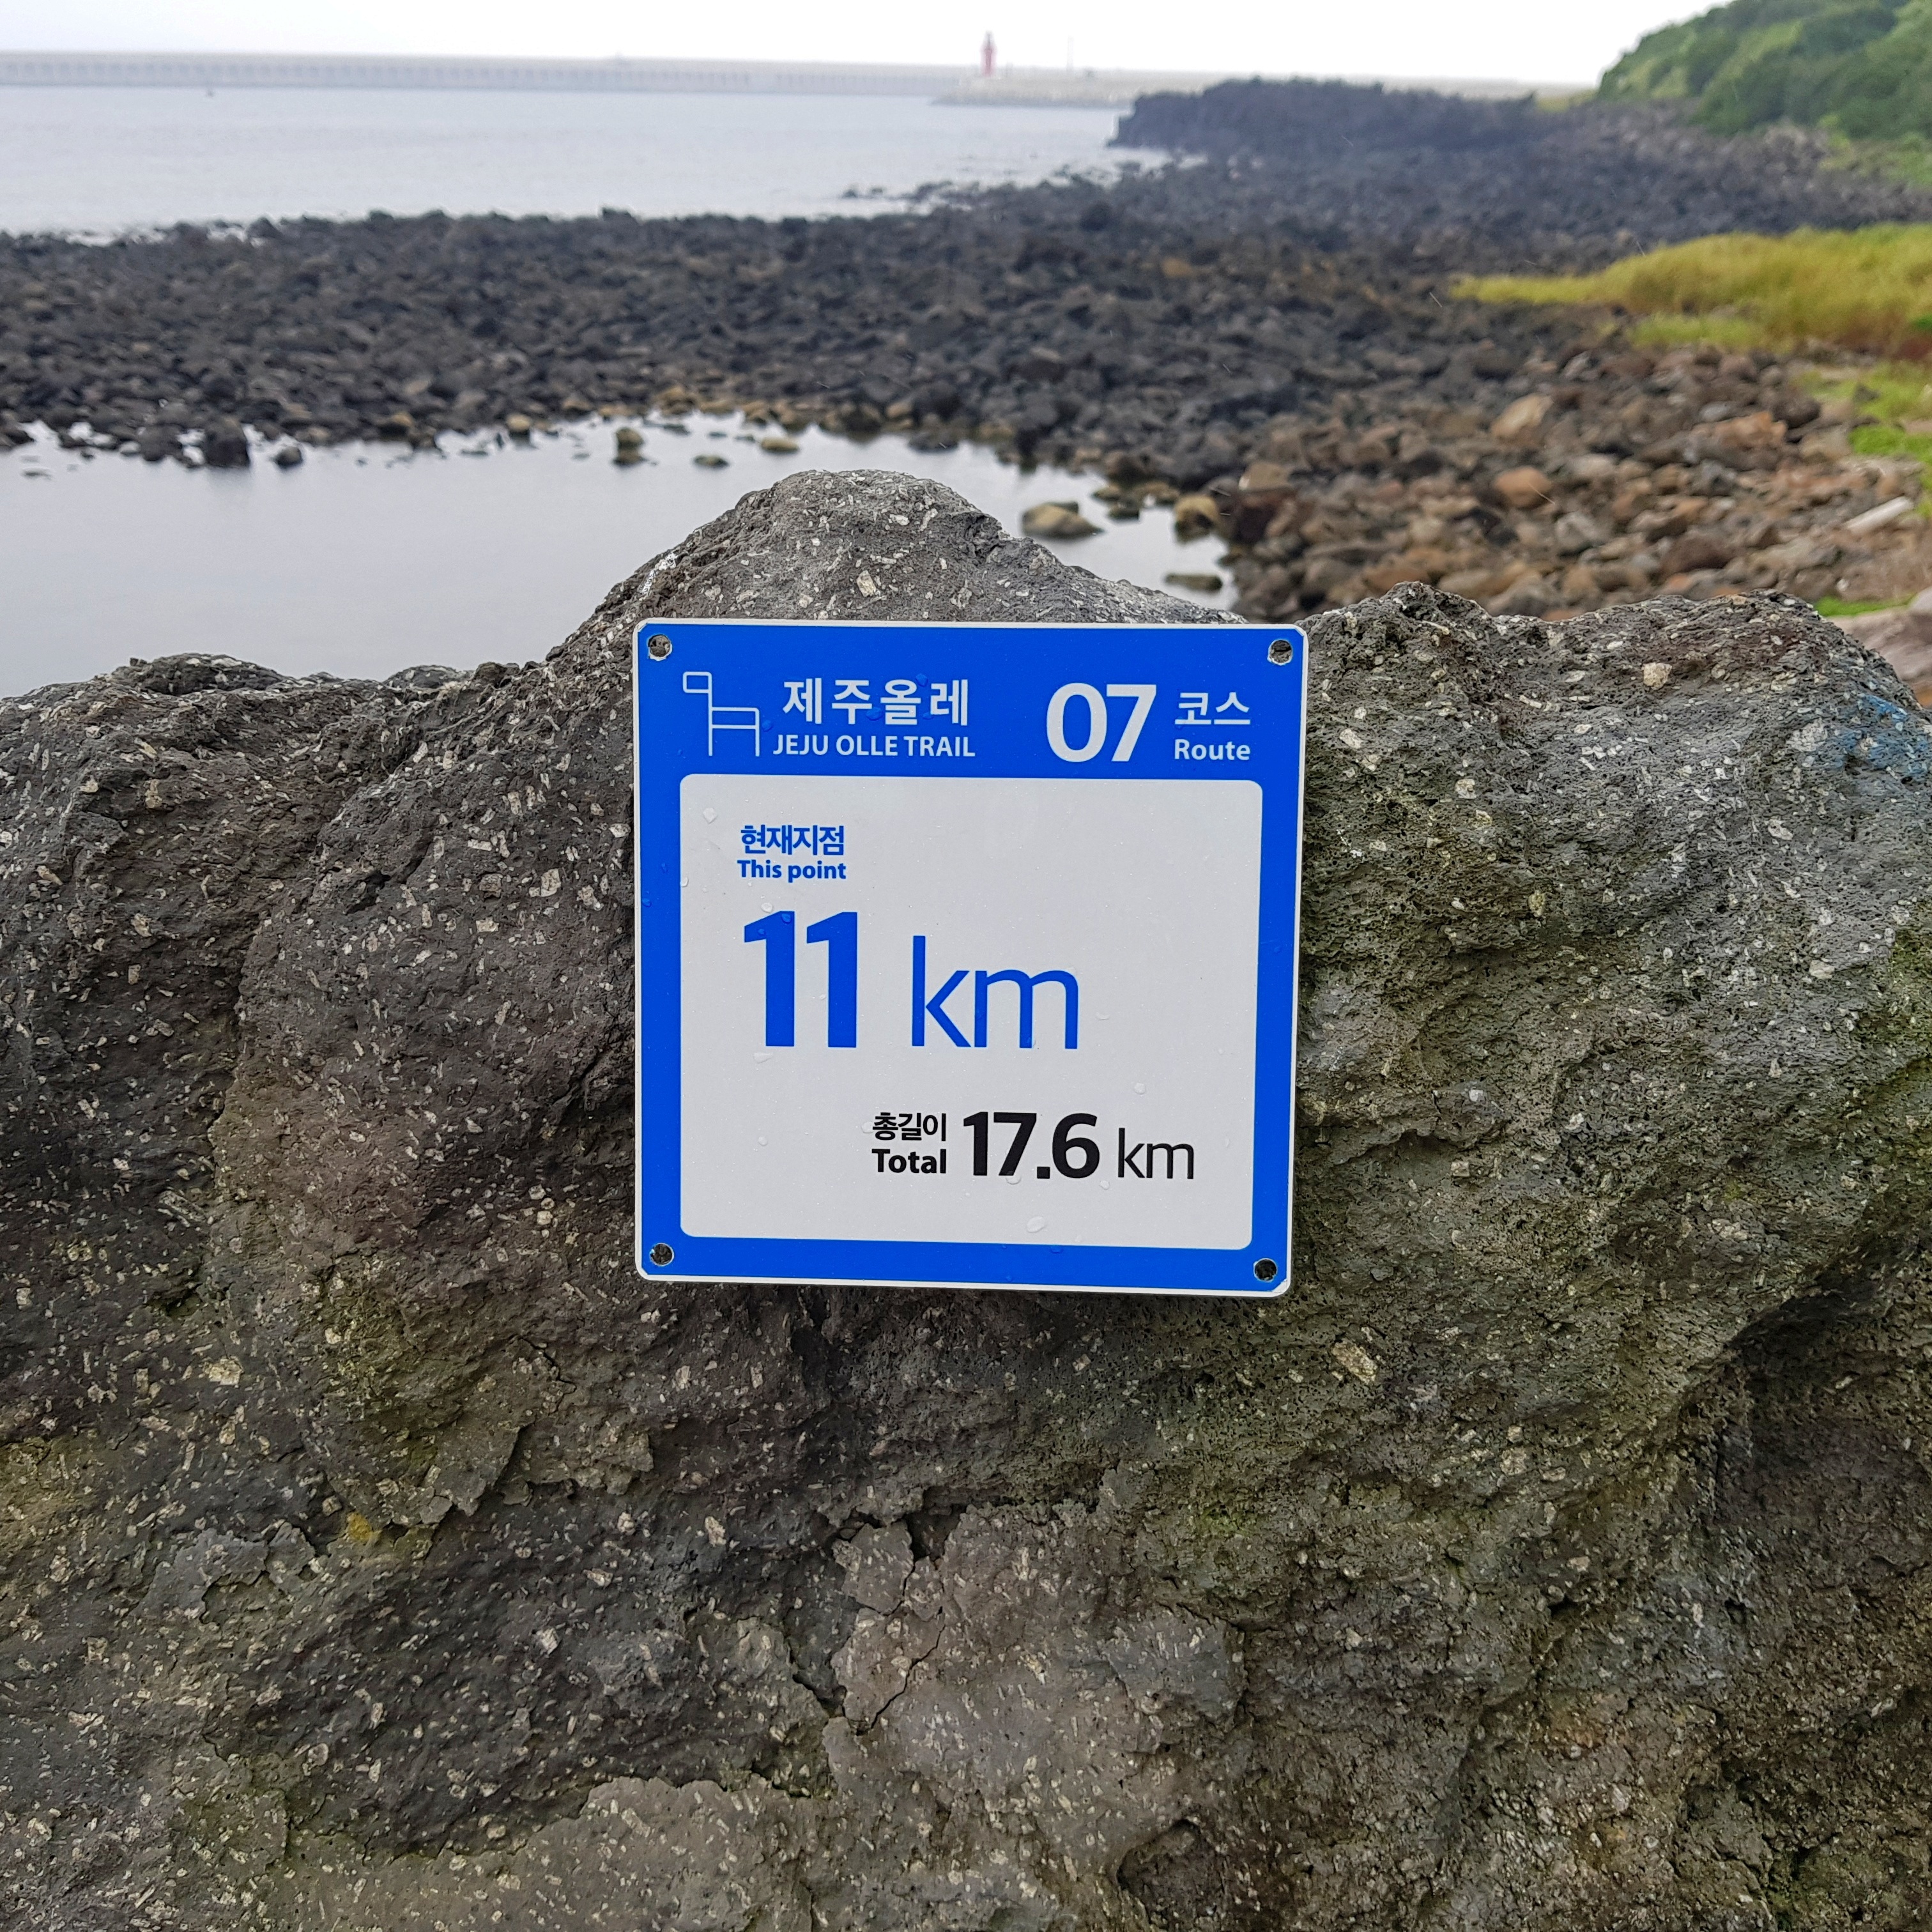 제주올레
JEJU OLLE TRAIL
07 코스
Route
현재지점
This point
11 km
총길이
Total
17.6 km